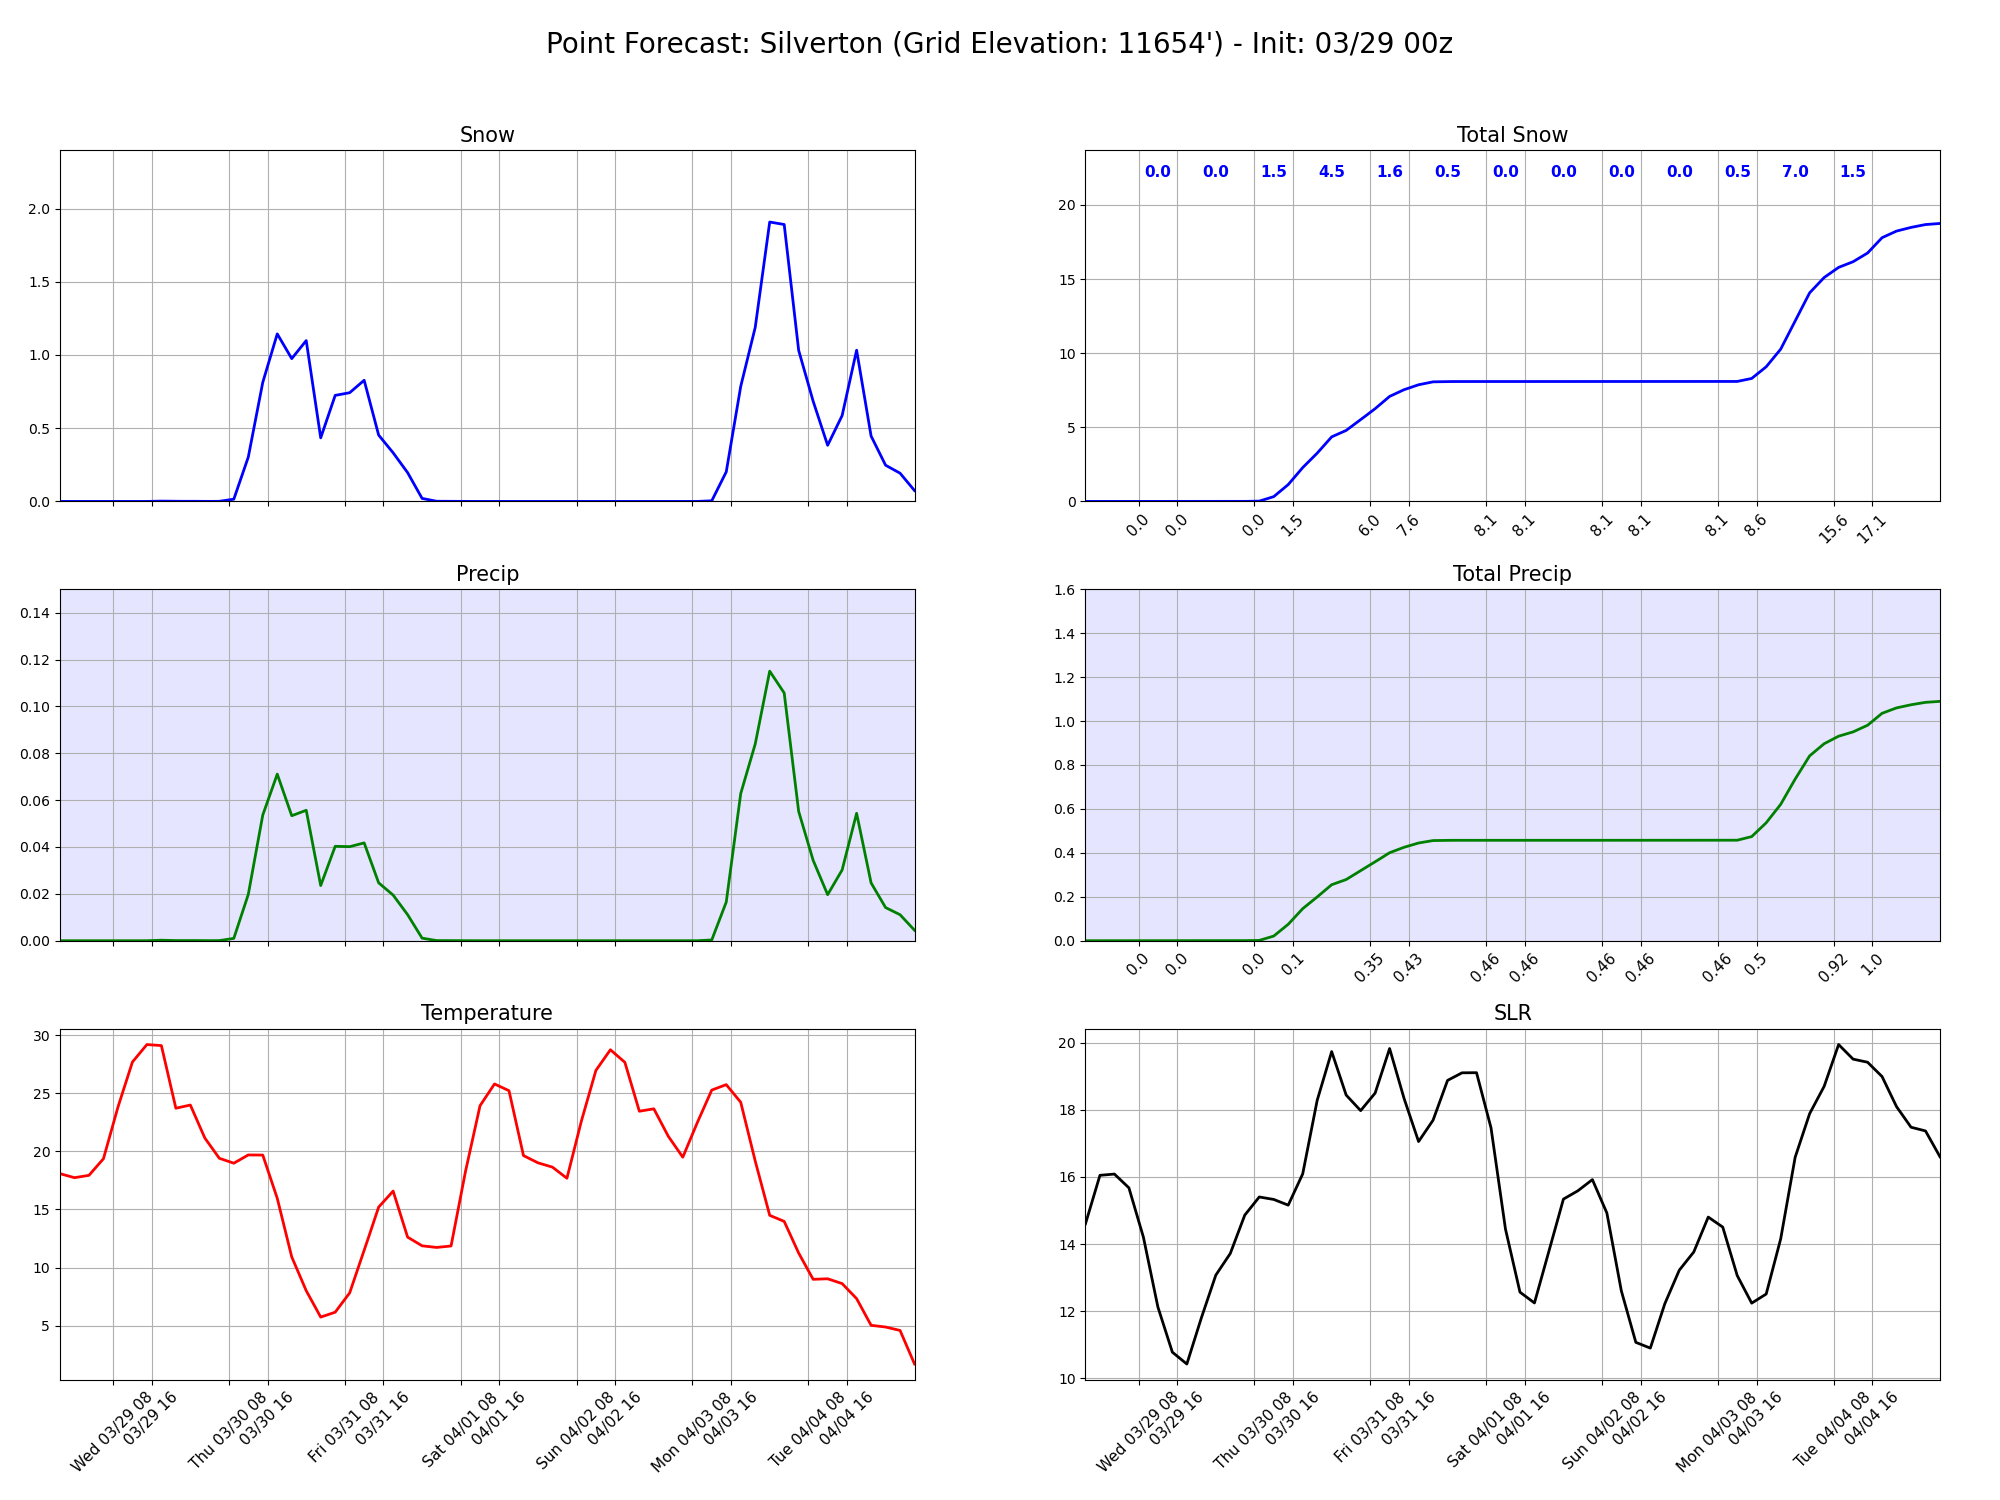 Point Forecast: Silverton (Grid Elevation: 11654') - Init: 03/29 00z
Snow
2.0
1.5
1.0
0.5
0.0
Total Snow
0.0 0.0 1.5 4.5 1.6 0.5 0.0 0.0 0.0 0.0 0.5 7.0 1.5
20
15
10
5
0
0.0 0.0 0.0 1.5 6.0 7.6 8.1 8.1 8.1 8.1 8.1 8.6 15.6 17.1
Precip
0.14
0.12
0.10
0.08
0.06
0.04
0.02
0.00
Total Precip
1.6
1.4
1.2
1.0
0.8
0.6
0.4
0.2
0.0
0.0 0.0 0.0 0.1 0.35 0.43 0.46 0.46 0.46 0.46 0.46 0.5 0.92 1.0
Temperature
30
25
20
15
10
5
Wed 03/29 08
03/29 16
Thu 03/30 08
03/30 16
Fri 03/31 08
03/31 16
Sat 04/01 08
04/01 16
Sun 04/02 08
04/02 16
Mon 04/03 08
04/03 16
Tue 04/04 08
04/04 16
SLR
20
18
16
14
12
10
Wed 03/29 08
03/29 16
Thu 03/30 08
03/30 16
Fri 03/31 08
03/31 16
Sat 04/01 08
04/01 16
Sun 04/02 08
04/02 16
Mon 04/03 08
04/03 16
Tue 04/04 08
04/04 16